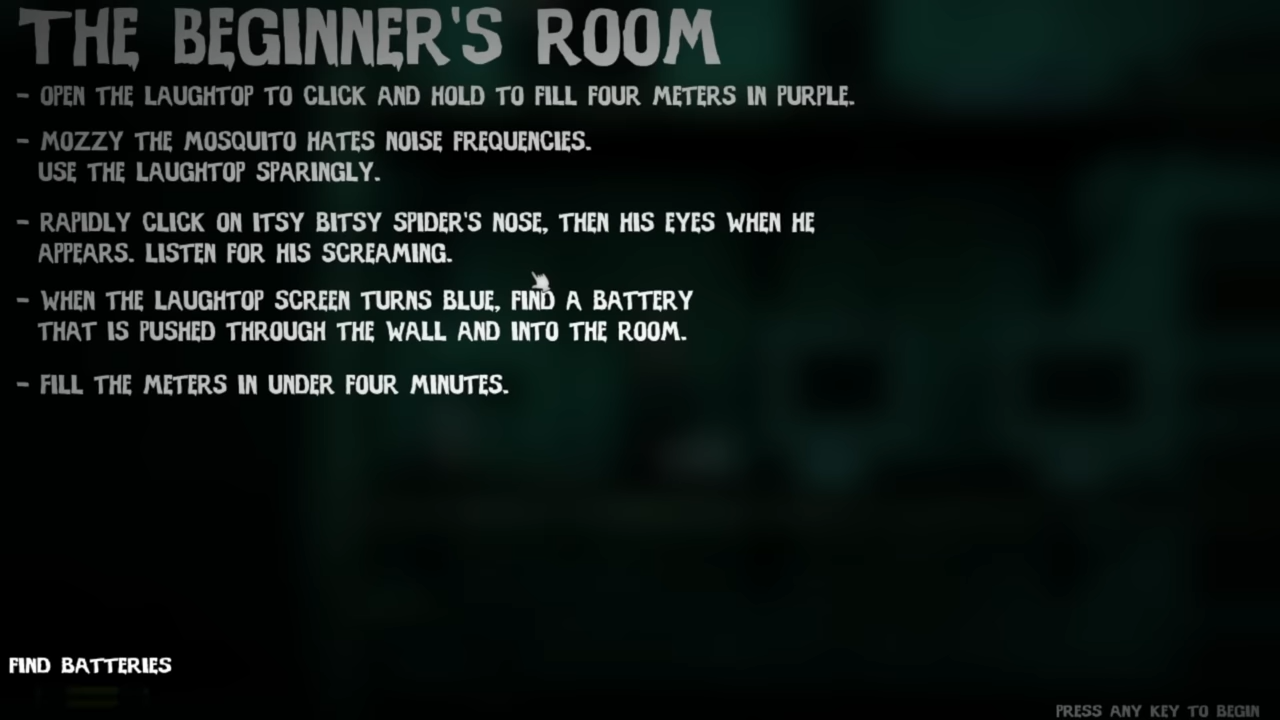 THE BEGINNER'S ROOM
- OPEN THE LAUGHTOP TO CLICK AND HOLD TO FILL FOUR METERS IN PURPLE.
- MOZZY THE MOSQUITO HATES NOISE FREQUENCIES.
USE THE LAUGHTOP SPARINGLY.
- RAPIDLY CLICK ON ITSY BITSY SPIDER'S NOSE, THEN HIS EYES WHEN HE
APPEARS. LISTEN FOR HIS SCREAMING.
- WHEN THE LAUGHTOP SCREEN TURNS BLUE, FIND A BATTERY
THAT IS PUSHED THROUGH THE WALL AND INTO THE ROOM.
- FILL THE METERS IN UNDER FOUR MINUTES.
FIND BATTERIES
PRESS ANY KEY TO BEGIN